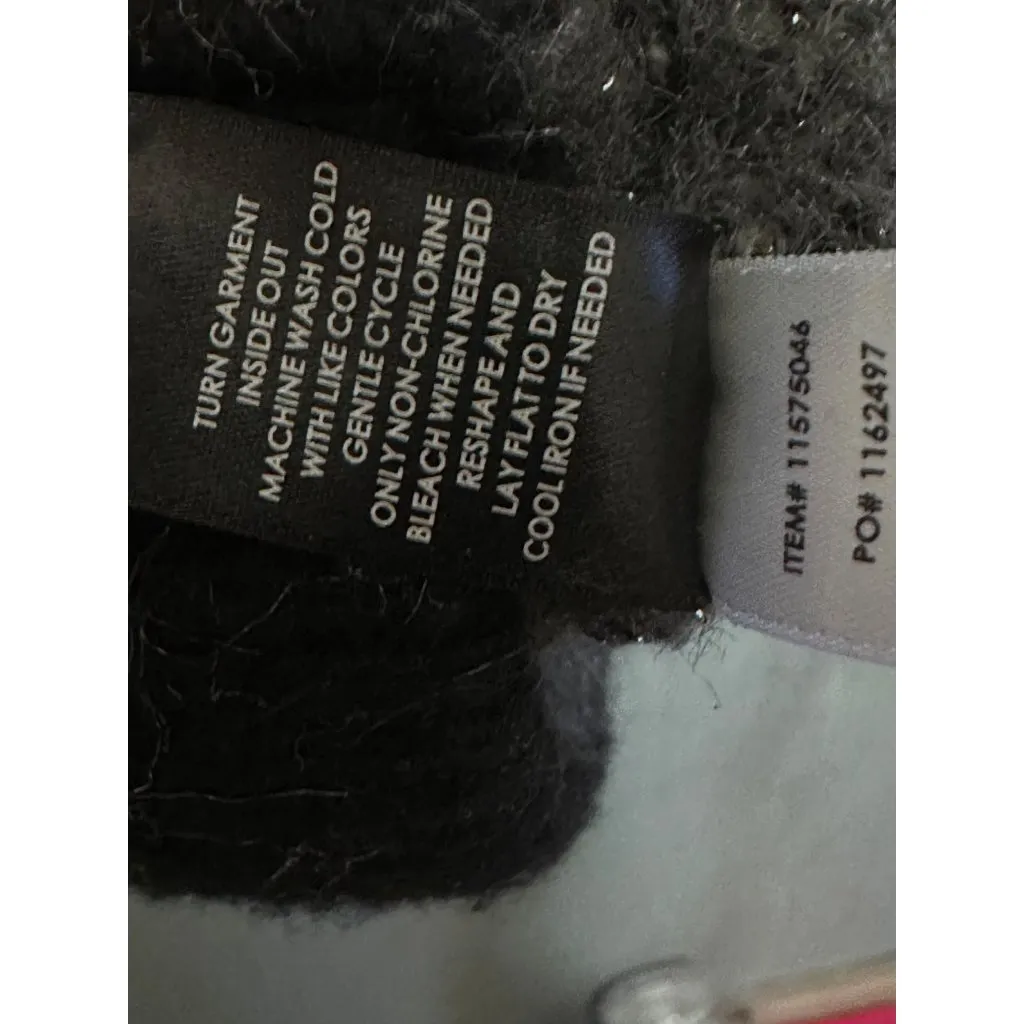 TURN GARMENT
INSIDE OUT
MACHINE WASH COLD
WITH LIKE COLORS
GENTLE CYCLE
ONLY NON-CHLORINE
BLEACH WHEN NEEDED
RESHAPE AND
LAY FLAT TO DRY
COOL IRON IF NEEDED
ITEM# 11575046
PO# 1162497